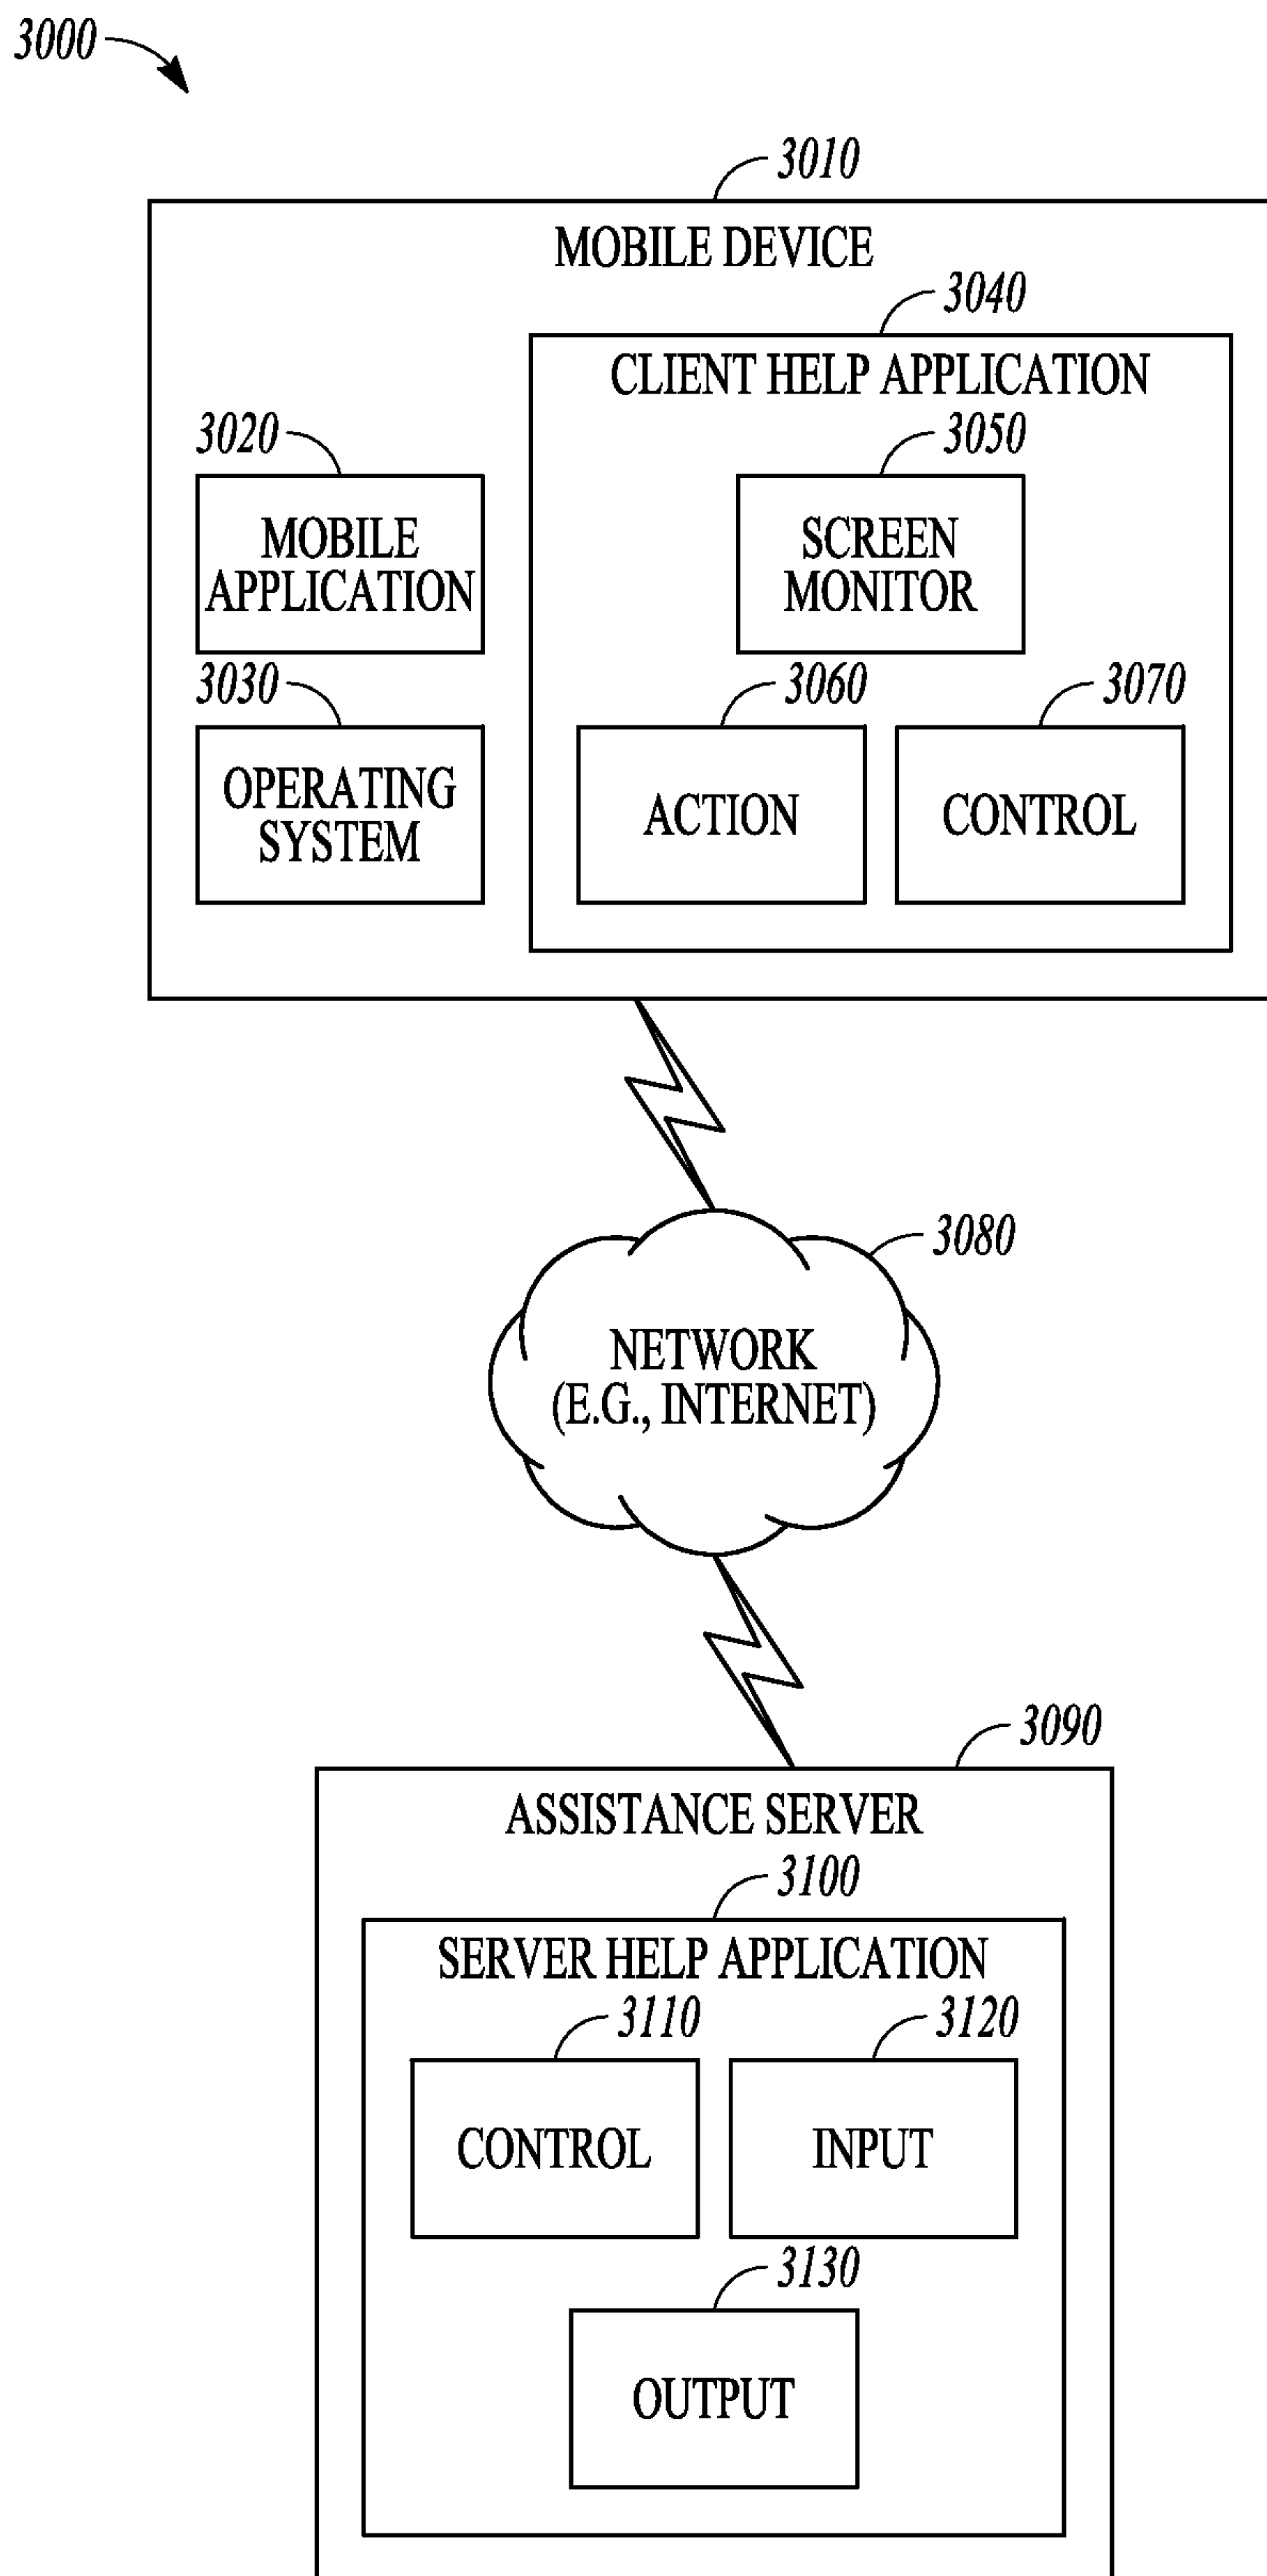 3000
3010
MOBILE DEVICE
3040
CLIENT HELP APPLICATION
3020
MOBILE
APPLICATION
3050
SCREEN
MONITOR
3030
OPERATING
SYSTEM
3060
ACTION
3070
CONTROL
3080
NETWORK
(E.G., INTERNET)
3090
ASSISTANCE SERVER
3100
SERVER HELP APPLICATION
3110
CONTROL
3120
INPUT
3130
OUTPUT